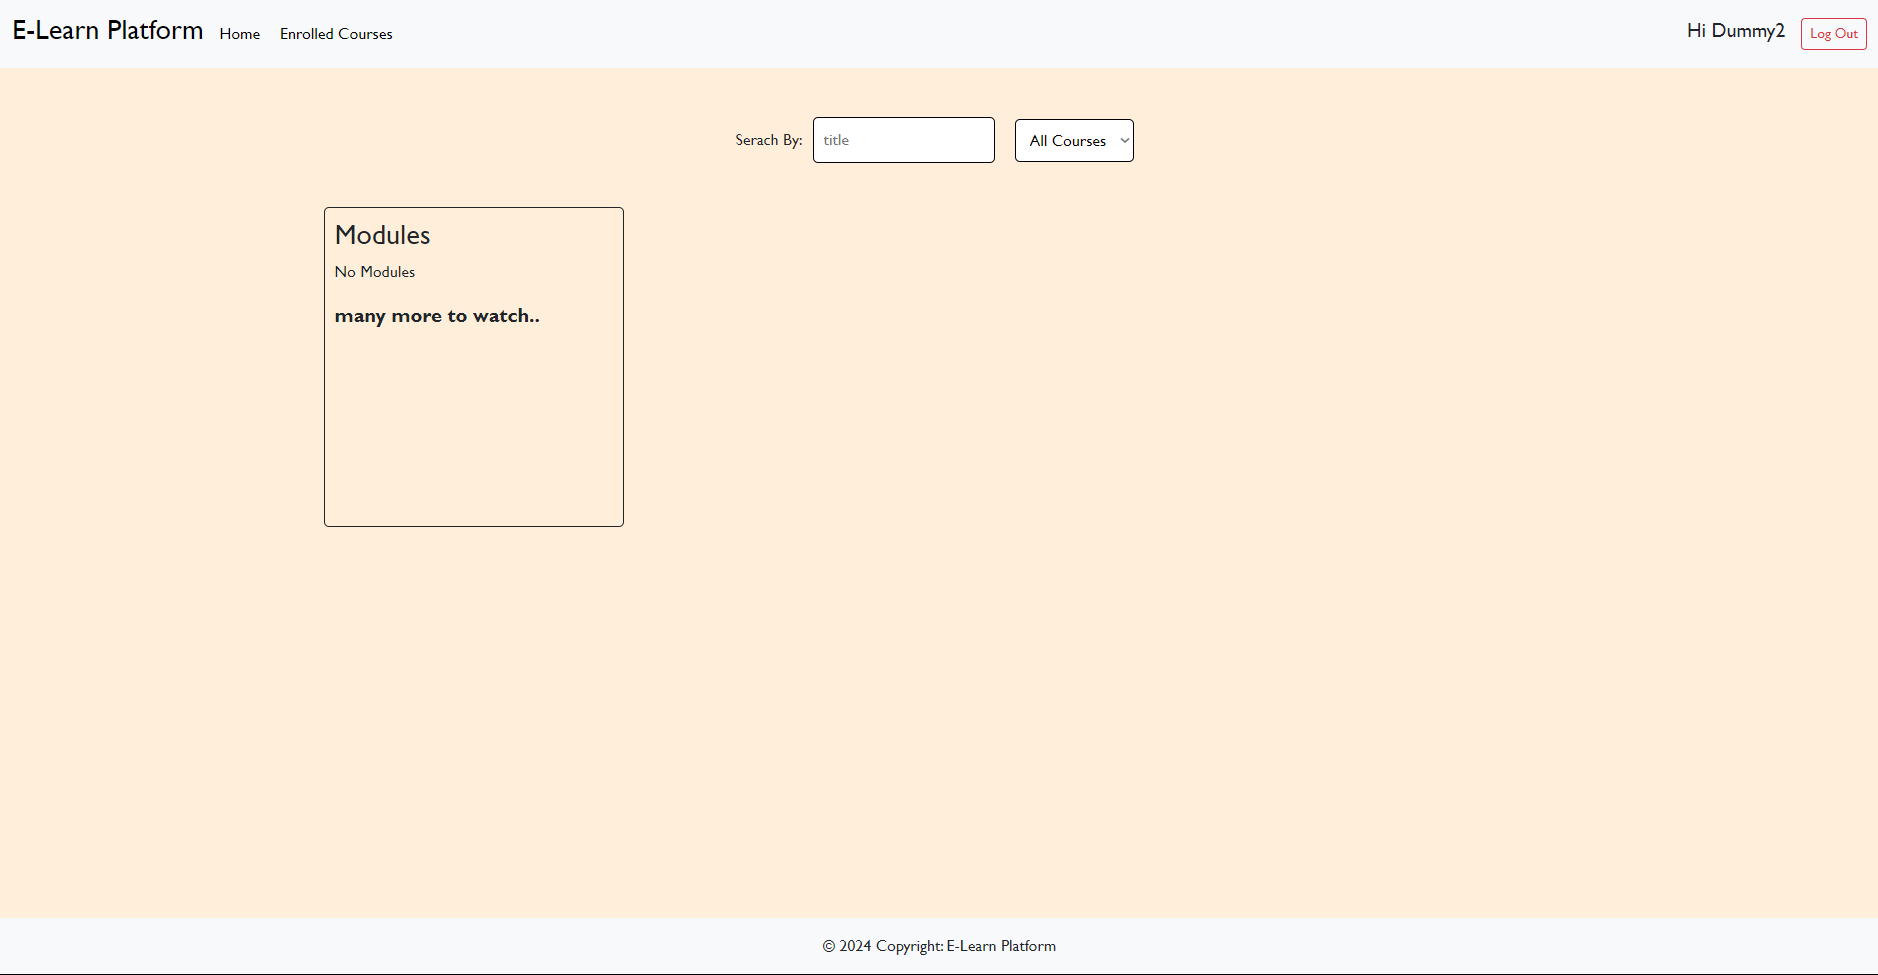 E-Learn Platform Home Enrolled Courses Hi Dummy2 Log Out
Serach By: title All Courses
Modules
No Modules
many more to watch..
© 2024 Copyright: E-Learn Platform